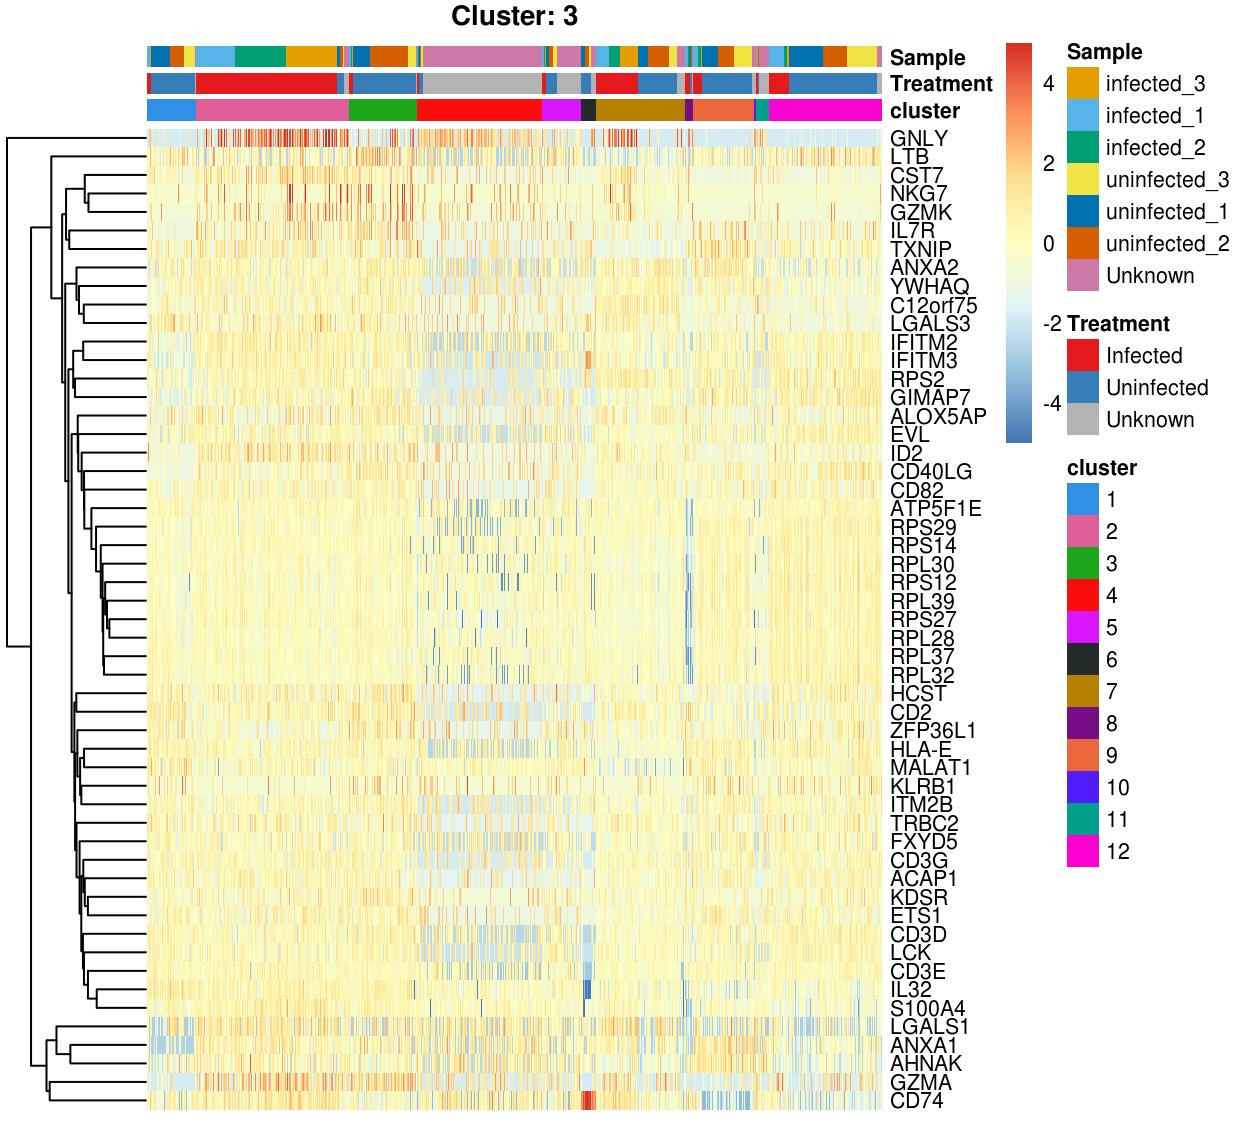 Cluster: 3
Sample
Treatment
cluster
GNLY
LTB
CST7
NKG7
GZMK
IL7R
TXNIP
ANXA2
YWHAQ
C12orf75
LGALS3
IFITM2
IFITM3
RPS2
GIMAP7
ALOX5AP
EVL
ID2
CD40LG
CD82
ATP5F1E
RPS29
RPS14
RPL30
RPS12
RPL39
RPS27
RPL28
RPL37
RPL32
HCST
CD2
ZFP36L1
HLA-E
MALAT1
KLRB1
ITM2B
TRBC2
FXYD5
CD3G
ACAP1
KDSR
ETS1
CD3D
LCK
CD3E
IL32
S100A4
LGALS1
ANXA1
AHNAK
GZMA
CD74
4
2
0
-2
-4
Sample
infected_3
infected_1
infected_2
uninfected_3
uninfected_1
uninfected_2
Unknown
Treatment
Infected
Uninfected
Unknown
cluster
1
2
3
4
5
6
7
8
9
10
11
12